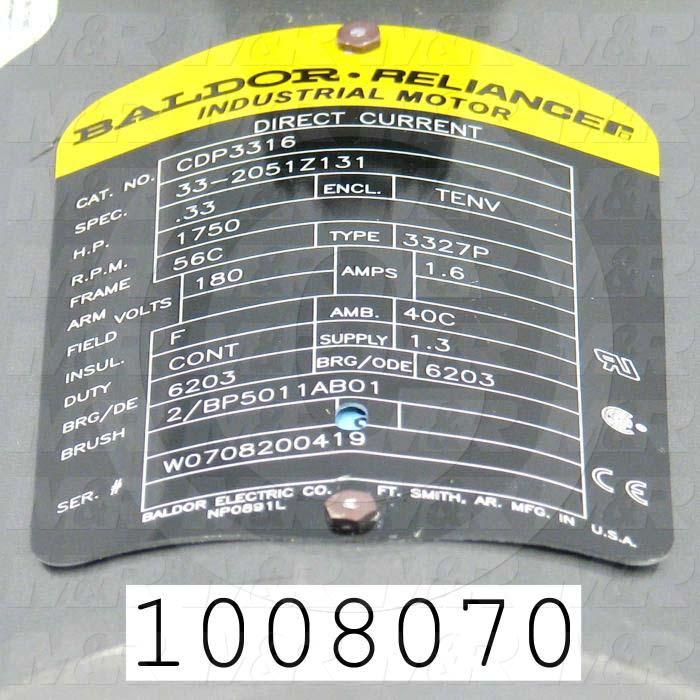 BALDOR · RELIANCER
INDUSTRIAL MOTOR
DIRECT CURRENT
CAT. NO. CDP3316
SPEC. 33-2051Z131
H.P. .33 ENCL. TENV
R.P.M. 1750
FRAME 56C TYPE 3327P
ARM VOLTS 180 AMPS 1.6
FIELD
INSUL. F AMB. 40C
DUTY CONT SUPPLY 1.3
BRG/DE 6203 BRG/ODE 6203
BRUSH 2/BP5011AB01
SER. # W0708200419
BALDOR ELECTRIC CO. FT. SMITH, AR. MFG. IN U.S.A.
NP0891L
CE
1008070
M&R